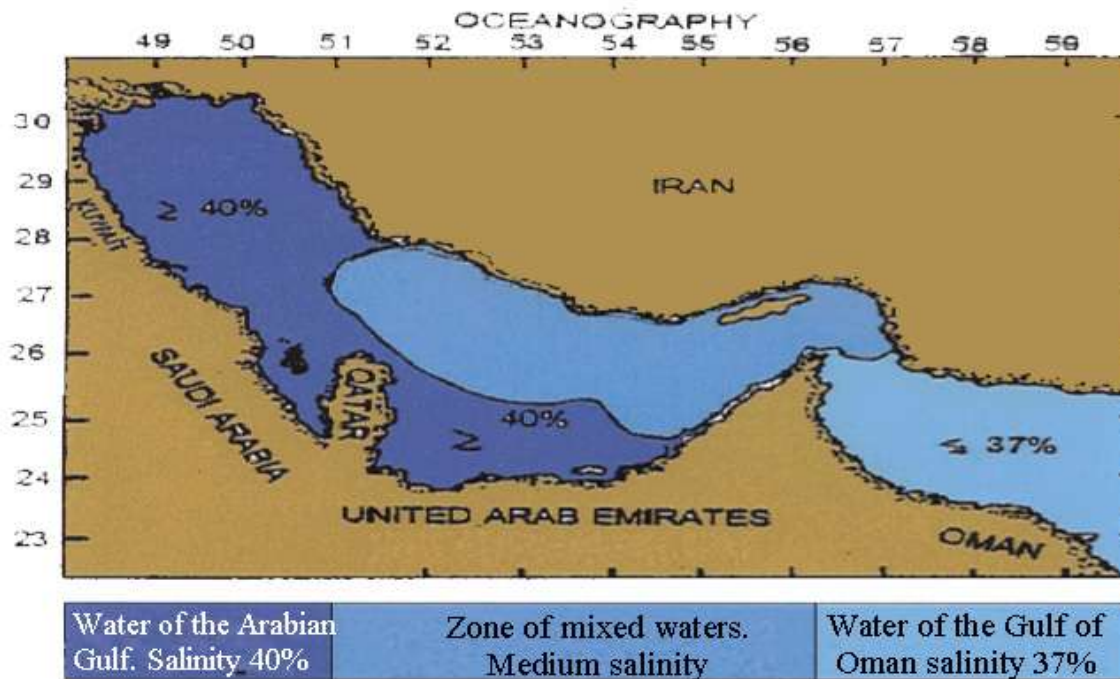 OCEANOGRAPHY
49 50 51 52 53 54 55 56 57 58 59
30
29
28
27
26
25
24
23
IRAN
≥ 40%
KUWAIT
SAUDI ARABIA
QATAR
40%
≥
≤ 37%
UNITED ARAB EMIRATES
OMAN
Water of the Arabian
Gulf. Salinity 40%
Zone of mixed waters.
Medium salinity
Water of the Gulf of
Oman salinity 37%